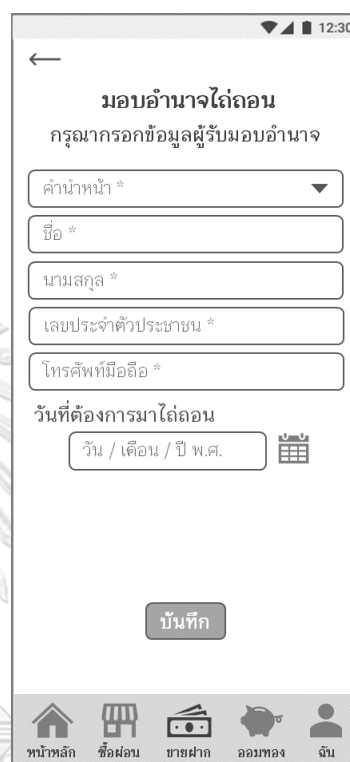 12:30
มอบอำนาจไถ่ถอน
กรุณากรอกข้อมูลผู้รับมอบอำนาจ
คำนำหน้า *
ชื่อ *
นามสกุล *
เลขประจำตัวประชาชน *
โทรศัพท์มือถือ *
วันที่ต้องการมาไถ่ถอน
วัน / เดือน / ปี พ.ศ.
บันทึก
หน้าหลัก ซื้อผ่อน ขายฝาก ออมทอง ฉัน